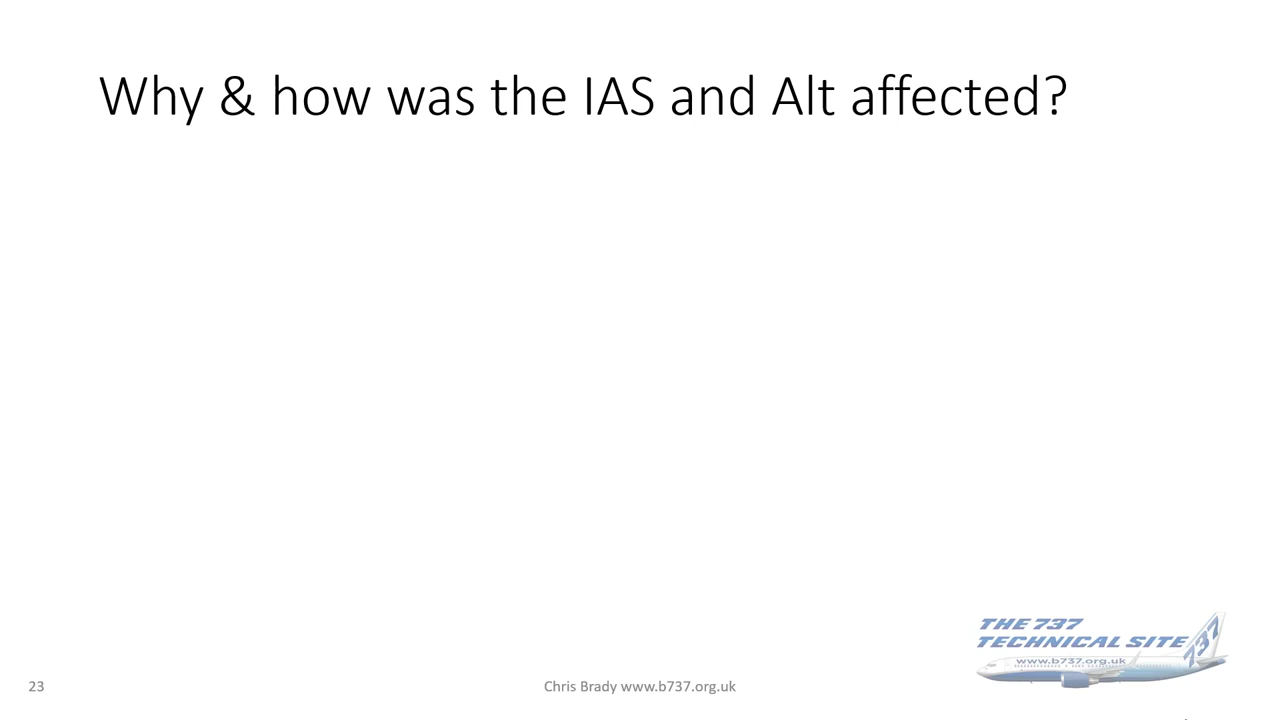 Why & how was the IAS and Alt affected?
THE 737
TECHNICAL SITE
737
www.b737.org.uk
23
Chris Brady www.b737.org.uk